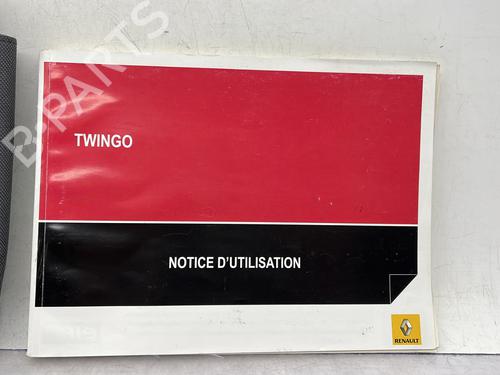 B-PARTS
TWINGO
NOTICE D'UTILISATION
RENAULT